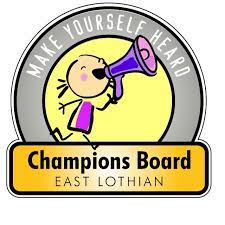 MAKE YOURSELF HEARD
Champions Board
EAST LOTHIAN